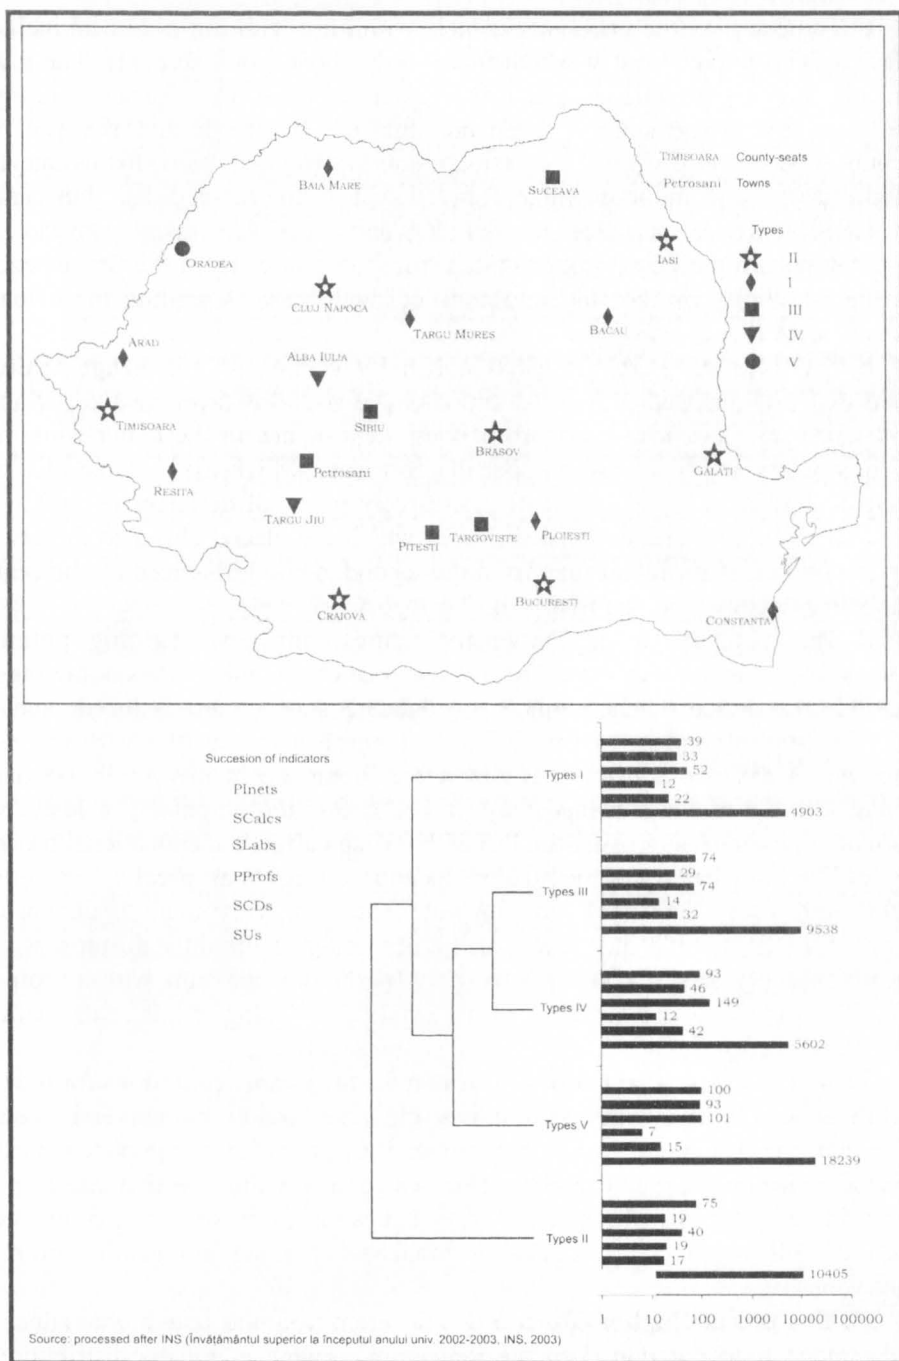 TIMISOARA County-seats
Petrosani Towns
Types
II
I
III
IV
V
BAIA MARE
SUCEAVA
IASI
ORADEA
CLUJ NAPOCA
TARGU MURES
BACAU
ARAD
ALBA IULIA
TIMISOARA
SIBIU
BRASOV
GALATI
RESITA
Petrosani
TARGU JIU
PITESTI
TARGOVISTE
PLOIESTI
CRAIOVA
BUCURESTI
CONSTANTA
Succesion of indicators
PInets
SCalcs
SLabs
PProfs
SCDs
SUs
Types I
39
33
52
12
22
4903
Types III
74
29
74
14
32
9538
Types IV
93
46
149
12
42
5602
Types V
100
93
101
7
15
18239
Types II
75
19
40
19
17
10405
1 10 100 1000 10000 100000
Source: processed after INS (Învățământul superior la începutul anului univ. 2002-2003, INS, 2003)